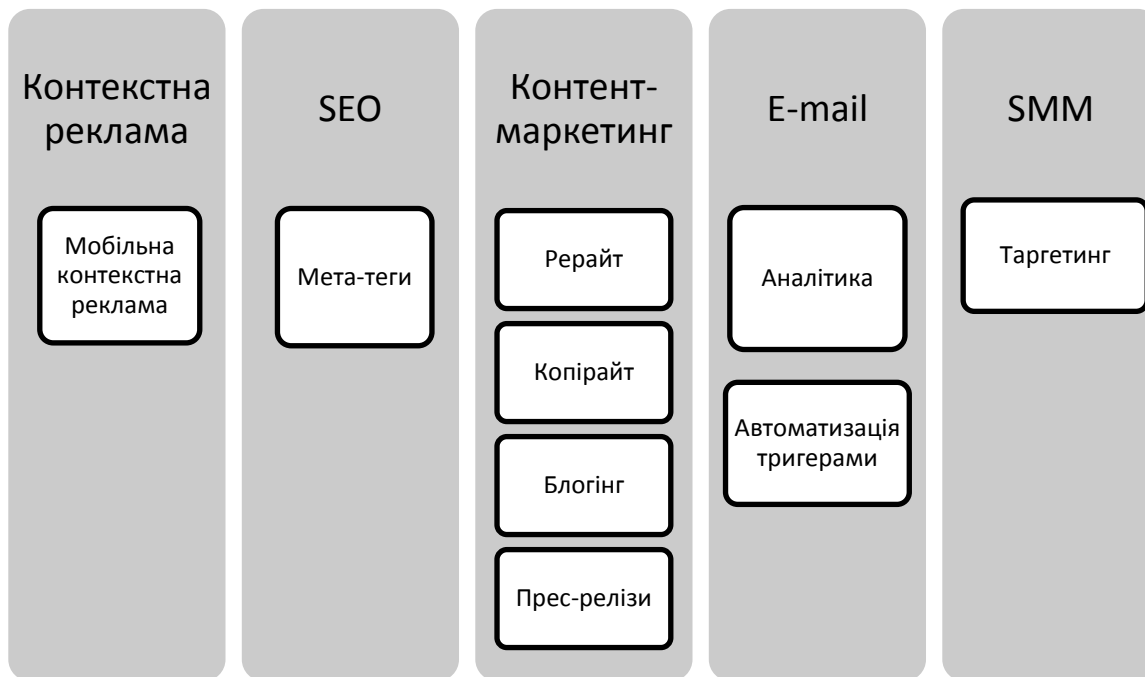 Контекстна
реклама
Мобільна
контекстна
реклама
SEO
Мета-теги
Контент-
маркетинг
Рерайт
Копірайт
Блогінг
Прес-релізи
E-mail
Аналітика
Автоматизація
тригерами
SMM
Таргетинг